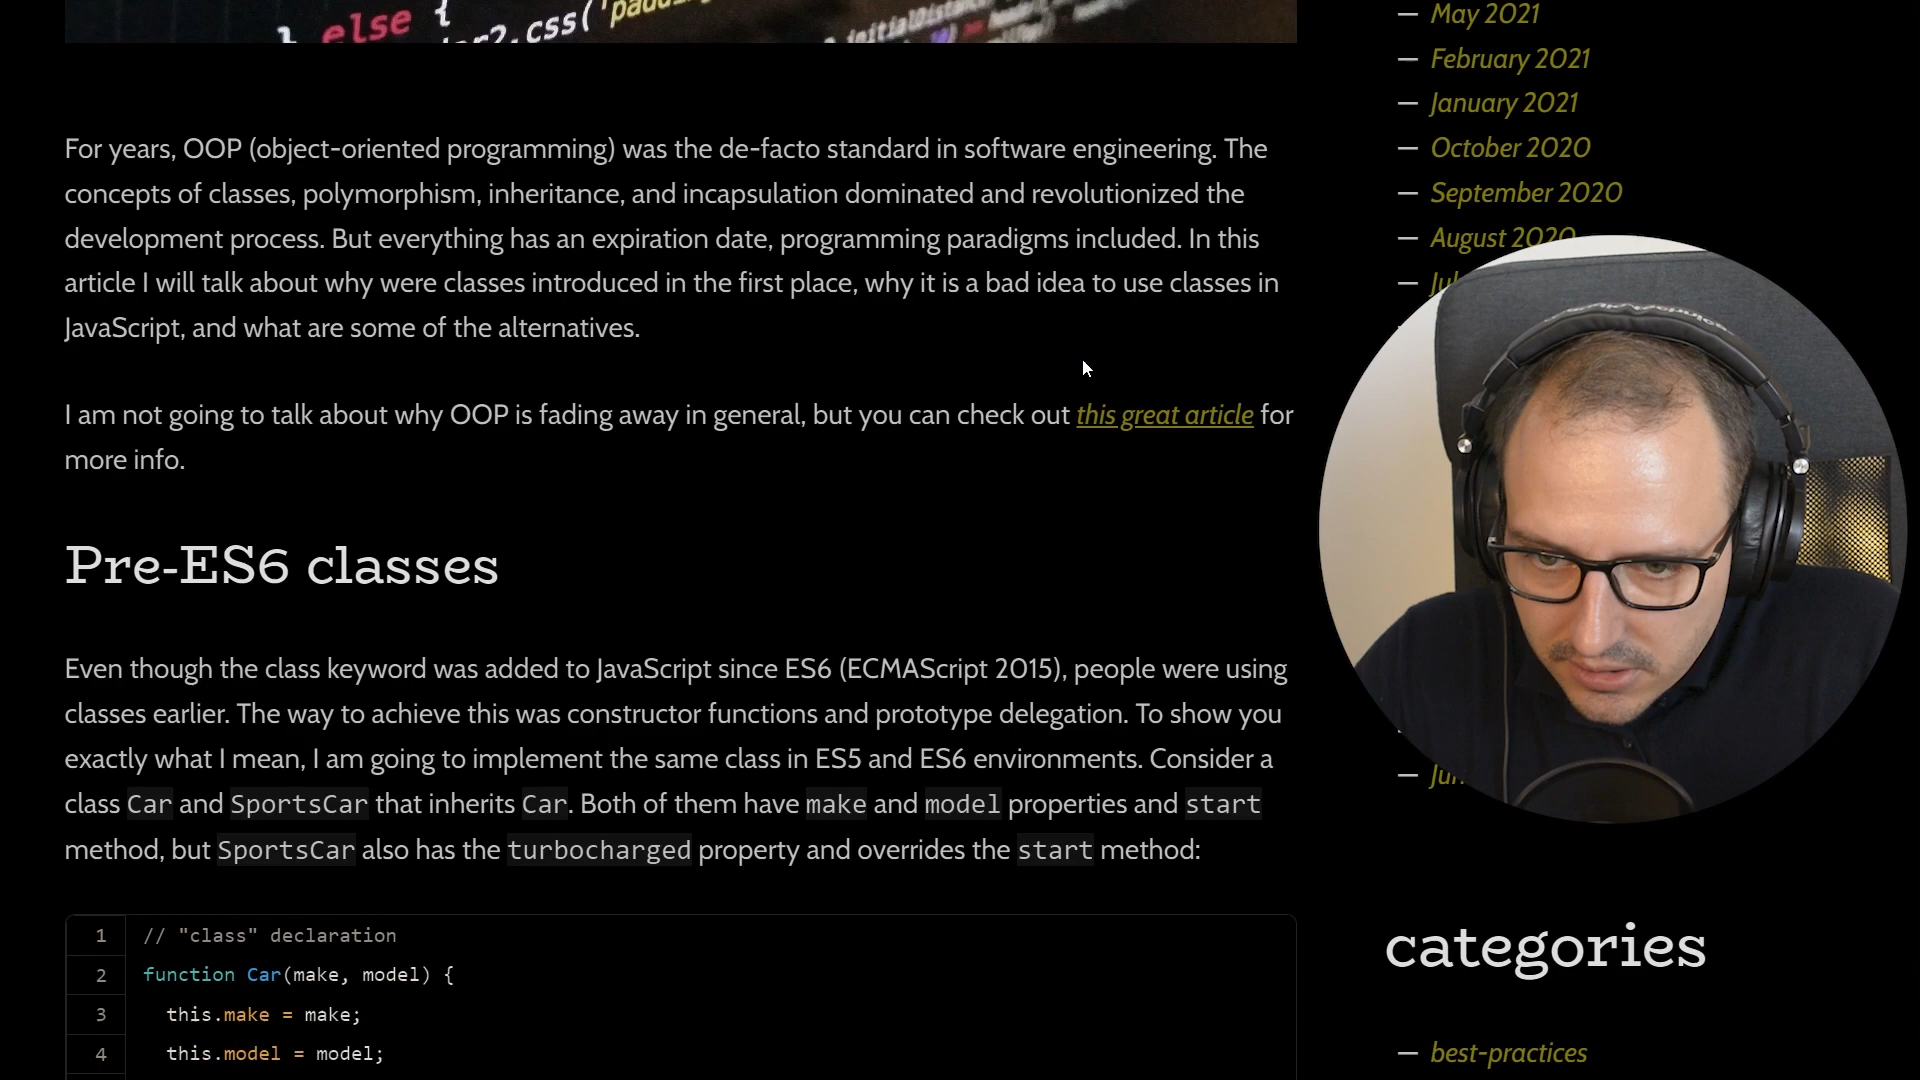 } else {
.css('padd
initialDista
For years, OOP (object-oriented programming) was the de-facto standard in software engineering. The
concepts of classes, polymorphism, inheritance, and incapsulation dominated and revolutionized the
development process. But everything has an expiration date, programming paradigms included. In this
article I will talk about why were classes introduced in the first place, why it is a bad idea to use classes in
JavaScript, and what are some of the alternatives.
I am not going to talk about why OOP is fading away in general, but you can check out this great article for
more info.
Pre-ES6 classes
Even though the class keyword was added to JavaScript since ES6 (ECMAScript 2015), people were using
classes earlier. The way to achieve this was constructor functions and prototype delegation. To show you
exactly what I mean, I am going to implement the same class in ES5 and ES6 environments. Consider a
class Car and SportsCar that inherits Car. Both of them have make and model properties and start
method, but SportsCar also has the turbocharged property and overrides the start method:
1 // "class" declaration
2 function Car(make, model) {
3 this.make = make;
4 this.model = model;
— May 2021
— February 2021
— January 2021
— October 2020
— September 2020
— August 2020
categories
— best-practices